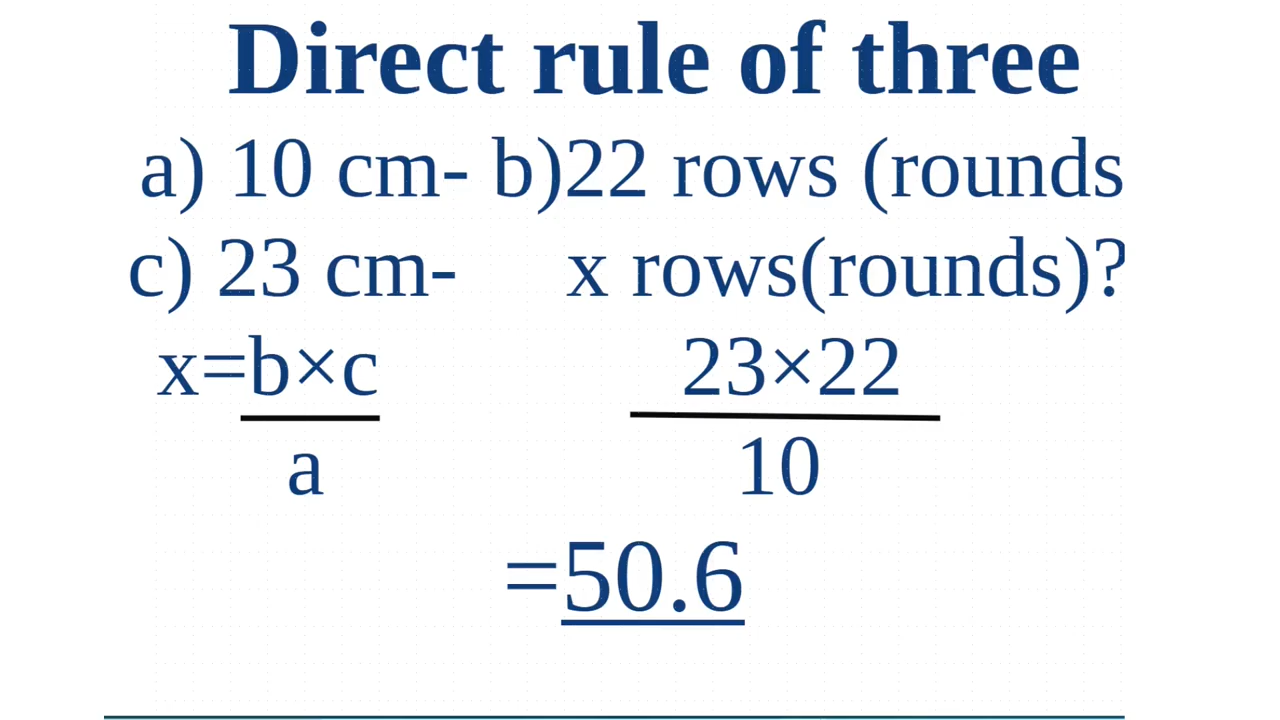 Direct rule of three
a) 10 cm- b)22 rows (rounds
c) 23 cm- x rows(rounds)?
x=b×c 23×22
a 10
=50.6